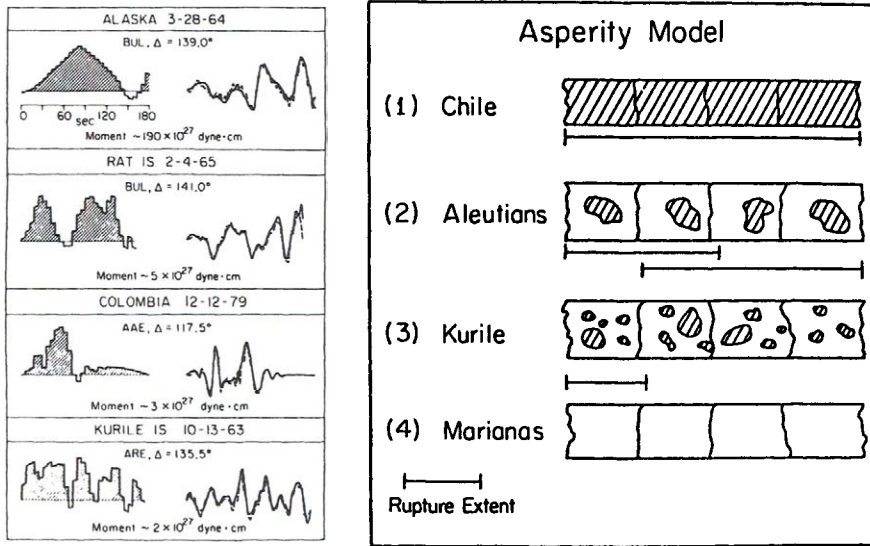 ALASKA 3-28-64
BUL, Δ = 139.0°
0 60 120 180
sec
Moment ~190×10²⁷ dyne·cm
RAT IS 2-4-65
BUL, Δ = 141.0°
Moment ~5×10²⁷ dyne·cm
COLOMBIA 12-12-79
AAE, Δ = 117.5°
Moment ~3×10²⁷ dyne·cm
KURILE IS 10-13-63
ARE, Δ = 135.5°
Moment ~2×10²⁷ dyne·cm
Asperity Model
(1) Chile
(2) Aleutians
(3) Kurile
(4) Marianas
Rupture Extent